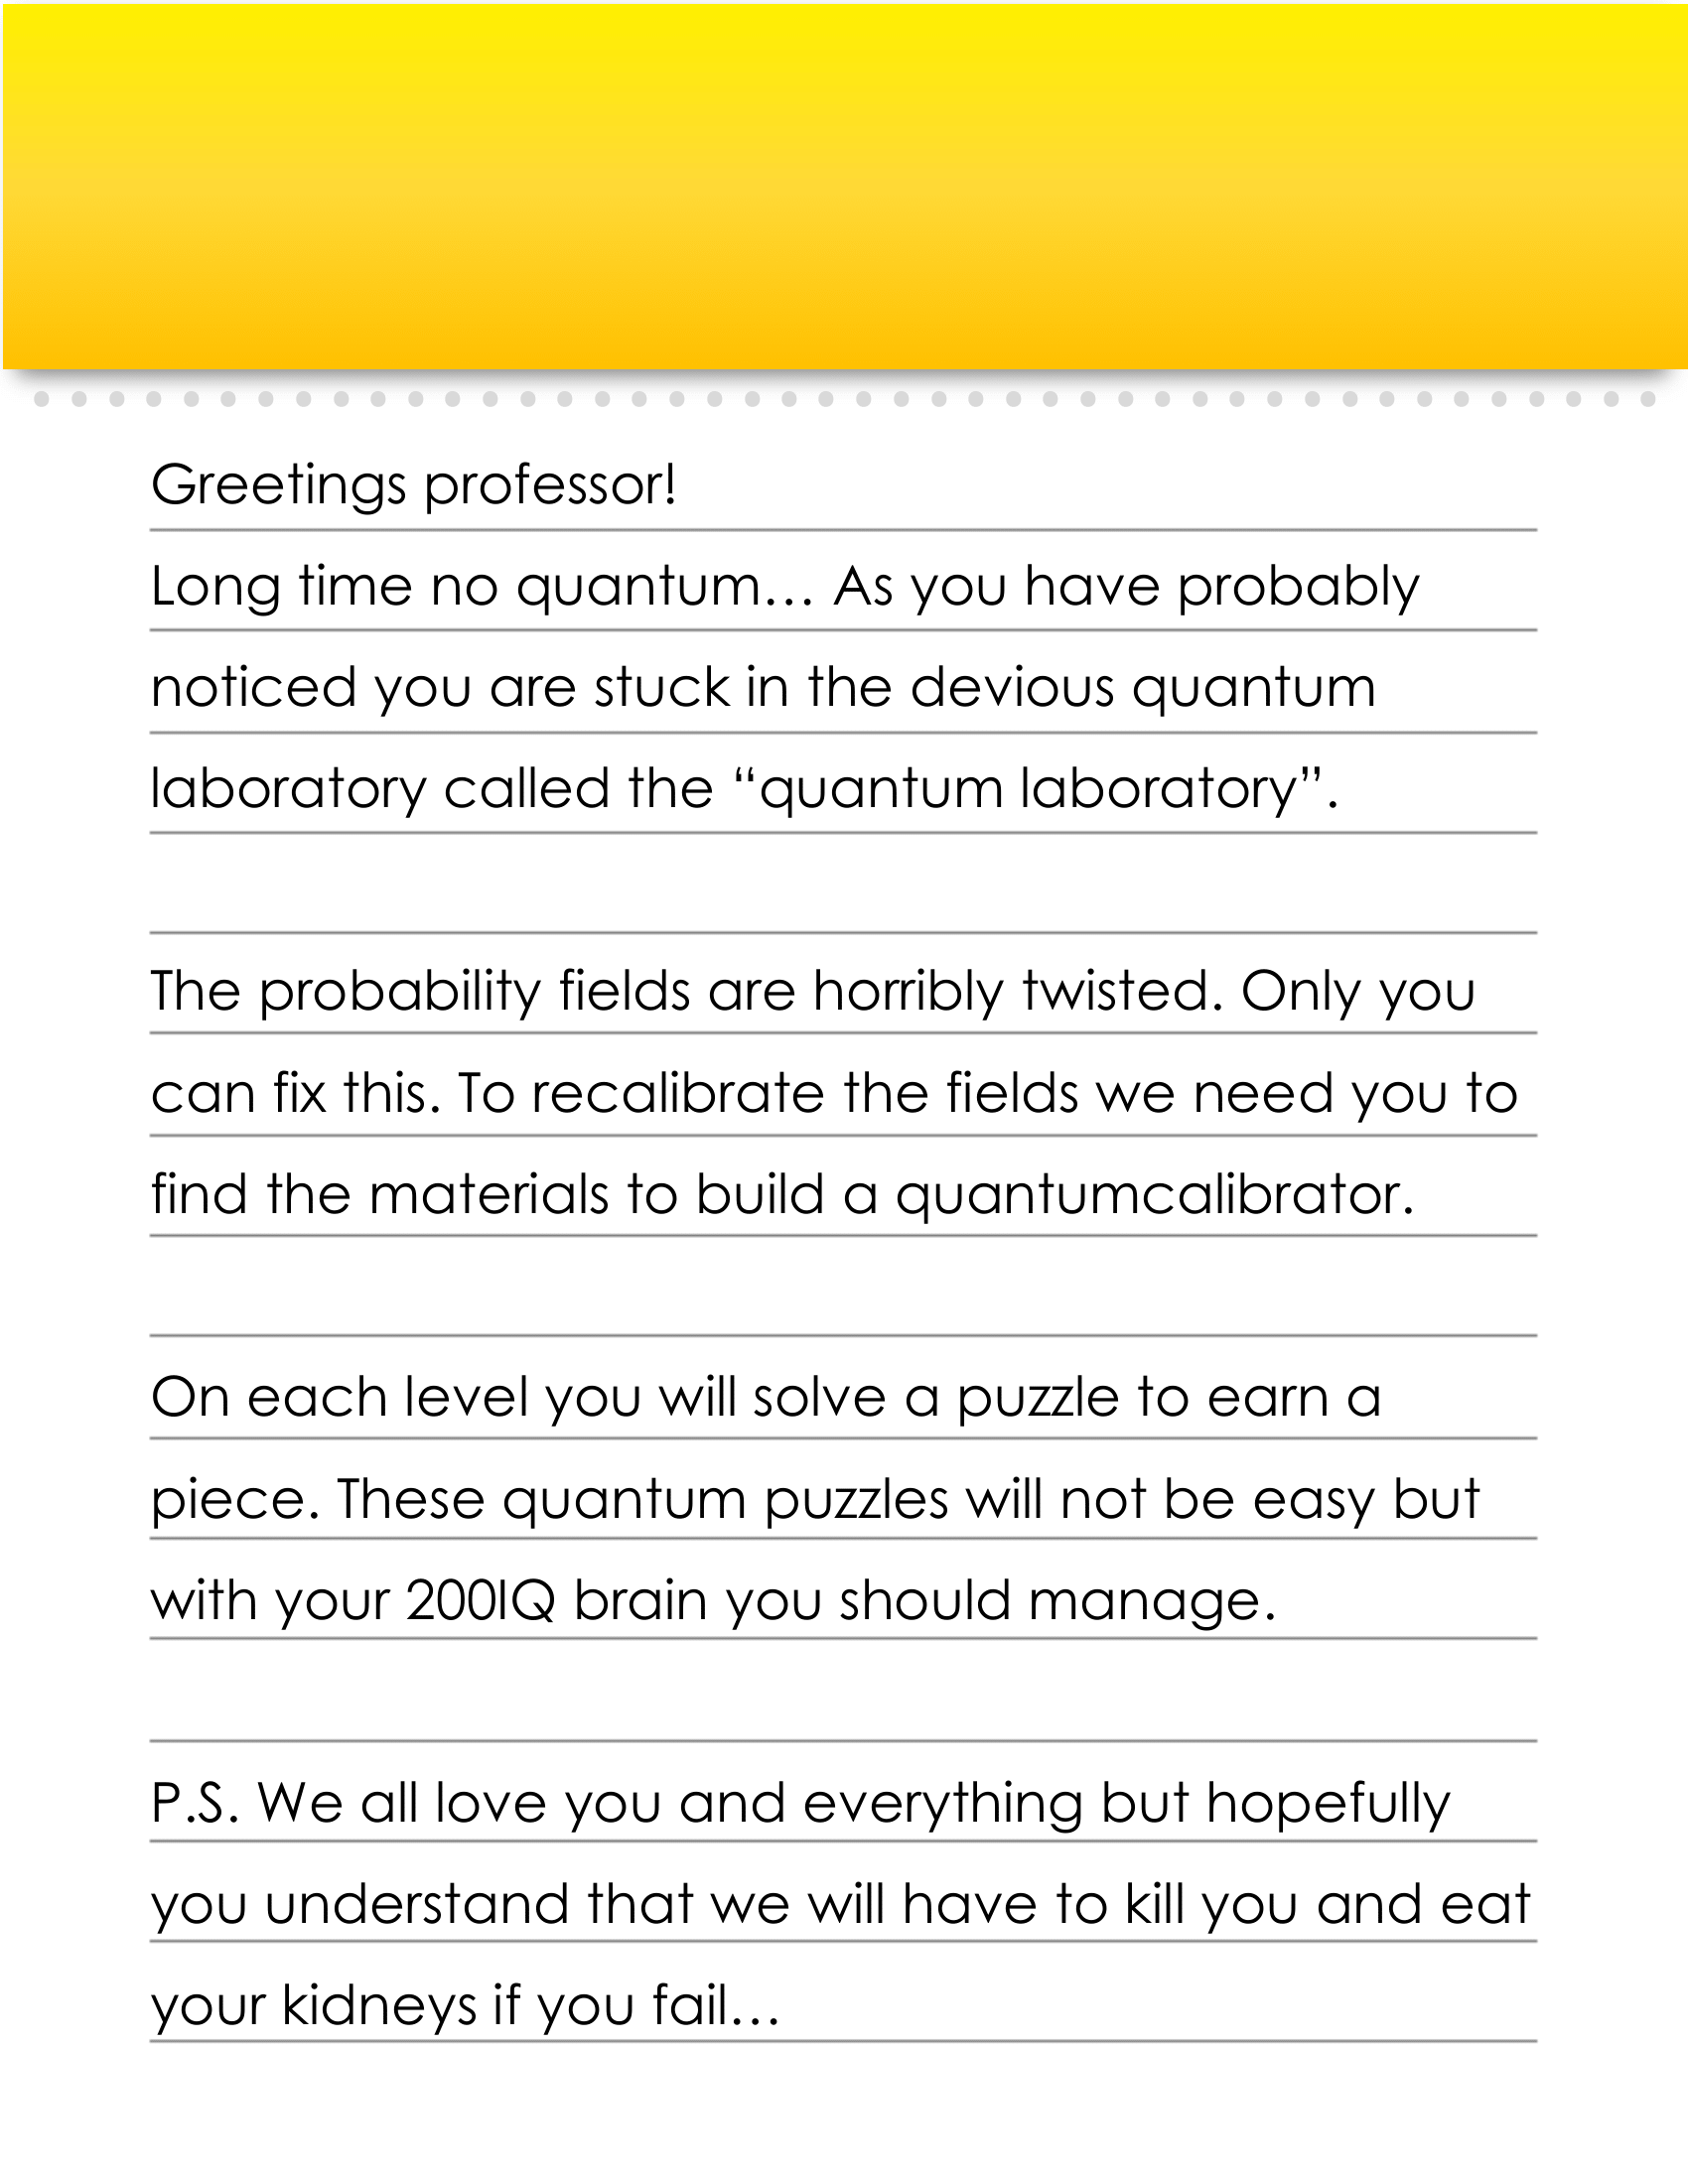 Greetings professor!
Long time no quantum… As you have probably
noticed you are stuck in the devious quantum
laboratory called the “quantum laboratory”.
The probability fields are horribly twisted. Only you
can fix this. To recalibrate the fields we need you to
find the materials to build a quantumcalibrator.
On each level you will solve a puzzle to earn a
piece. These quantum puzzles will not be easy but
with your 200IQ brain you should manage.
P.S. We all love you and everything but hopefully
you understand that we will have to kill you and eat
your kidneys if you fail…